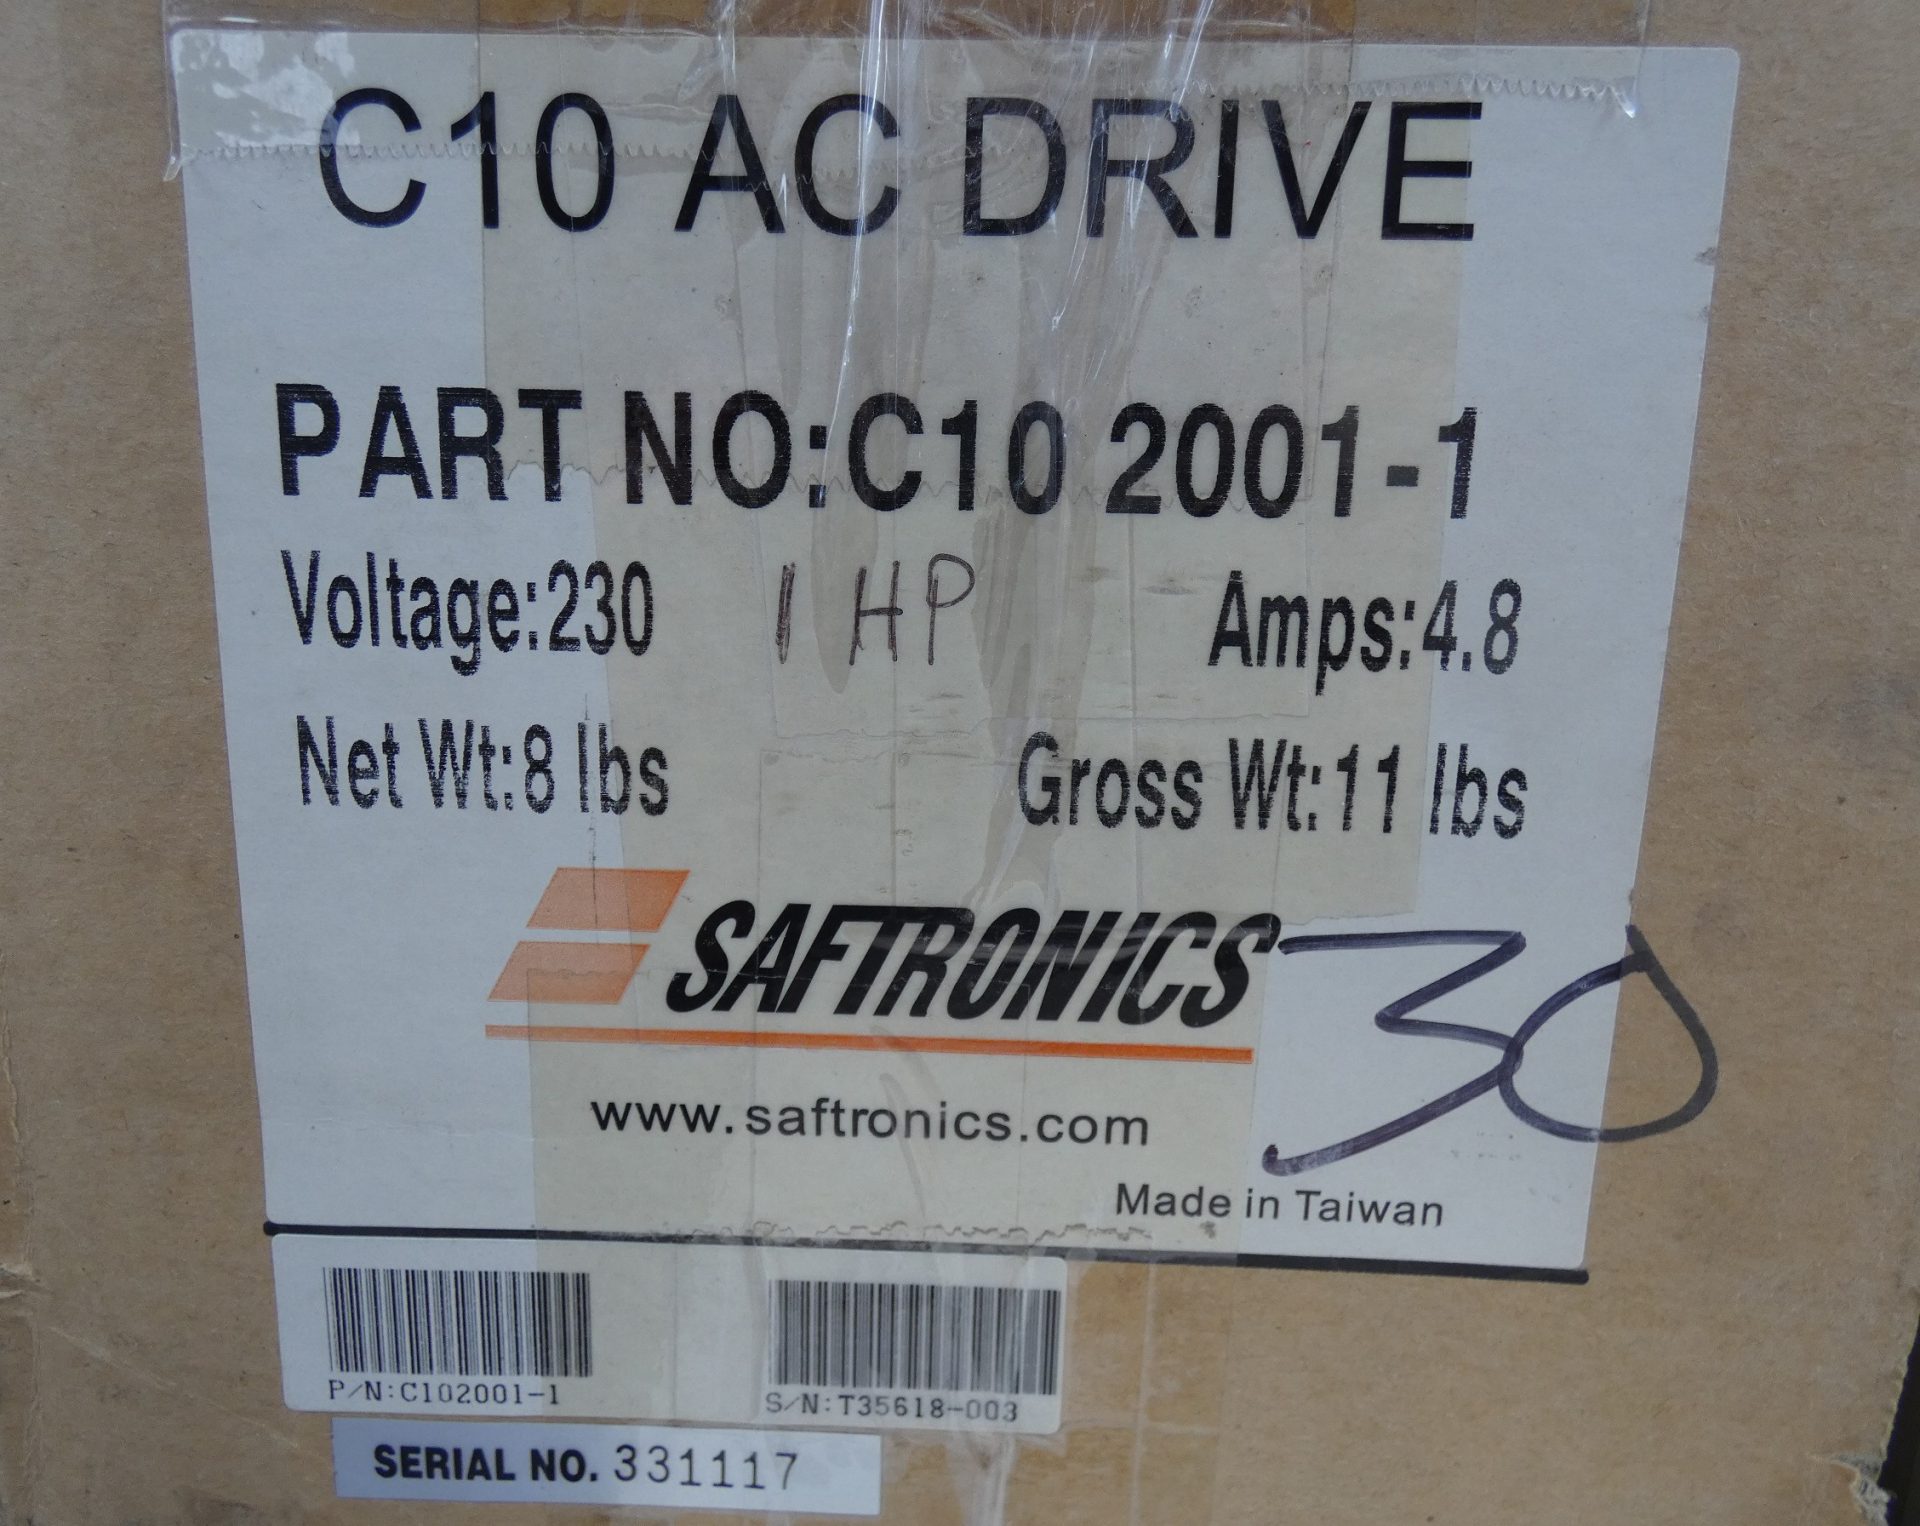 C10 AC DRIVE
PART NO:C10 2001-1
Voltage:230 1 HP Amps:4.8
Net Wt:8 lbs Gross Wt:11 lbs
SAFTRONICS
30
www.saftronics.com
Made in Taiwan
P/N:C102001-1 S/N:T35618-003
SERIAL NO. 331117